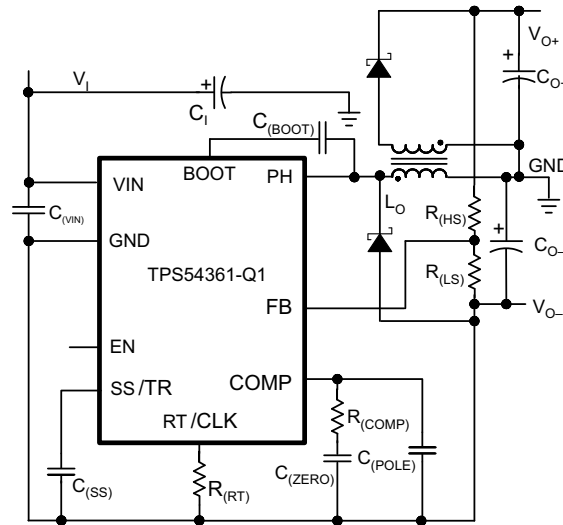 V_O+
V_I
C_I
C_O–
C_(BOOT)
GND
BOOT
PH
VIN
C_(VIN)
L_O
R_(HS)
GND
C_O–
TPS54361-Q1
R_(LS)
FB
V_O–
EN
COMP
SS/TR
R_(COMP)
RT/CLK
C_(ZERO)
C_(POLE)
C_(SS)
R_(RT)